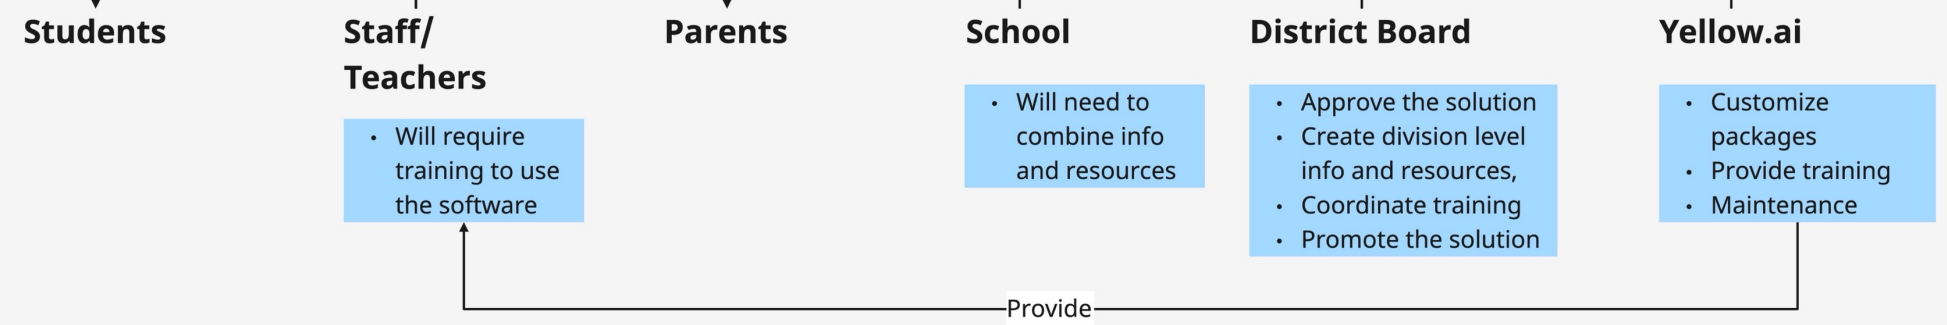 Students
Staff/
Teachers
• Will require
training to use
the software
Parents
School
• Will need to
combine info
and resources
District Board
• Approve the solution
• Create division level
info and resources,
• Coordinate training
• Promote the solution
Yellow.ai
• Customize
packages
• Provide training
• Maintenance
Provide